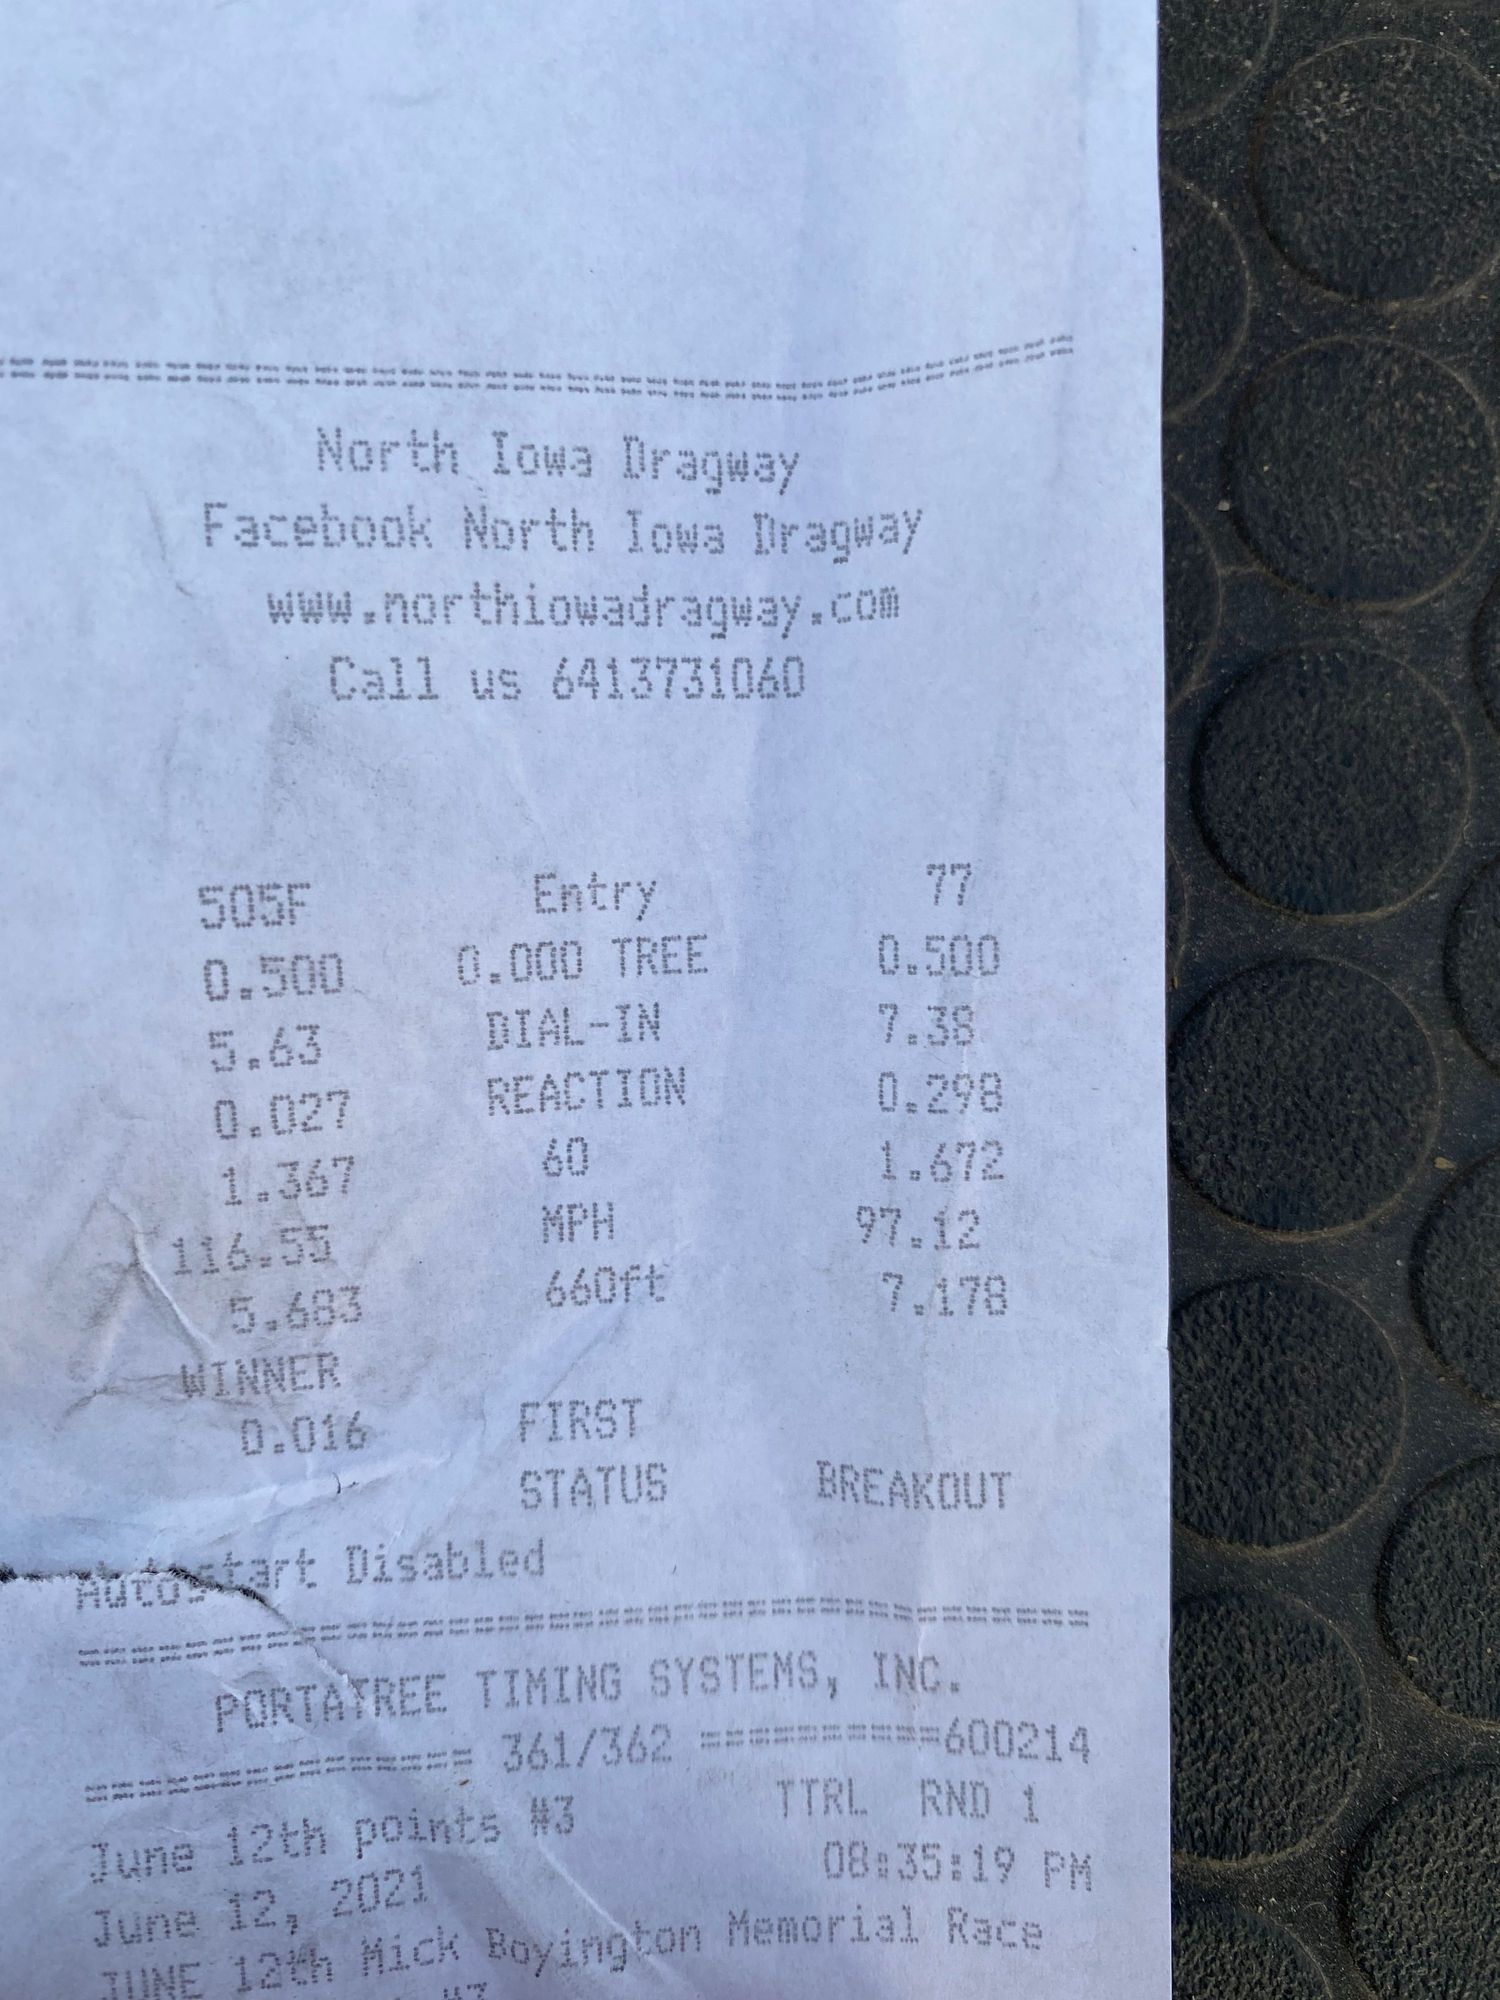 North Iowa Dragway
Facebook North Iowa Dragway
www.northiowadragway.com
Call us 6413731060
505F Entry 77
0.500 0.000 TREE 0.500
5.63 DIAL-IN 7.38
0.027 REACTION 0.298
1.367 60 1.672
116.55 MPH 97.12
5.683 660ft 7.178
WINNER
0.016 FIRST
STATUS BREAKOUT
Autostart Disabled
================================
PORTATREE TIMING SYSTEMS, INC.
============ 361/362 ==========600214
June 12th points #3 TTRL RND 1
June 12, 2021 08:35:19 PM
JUNE 12th Mick Boyington Memorial Race
#3